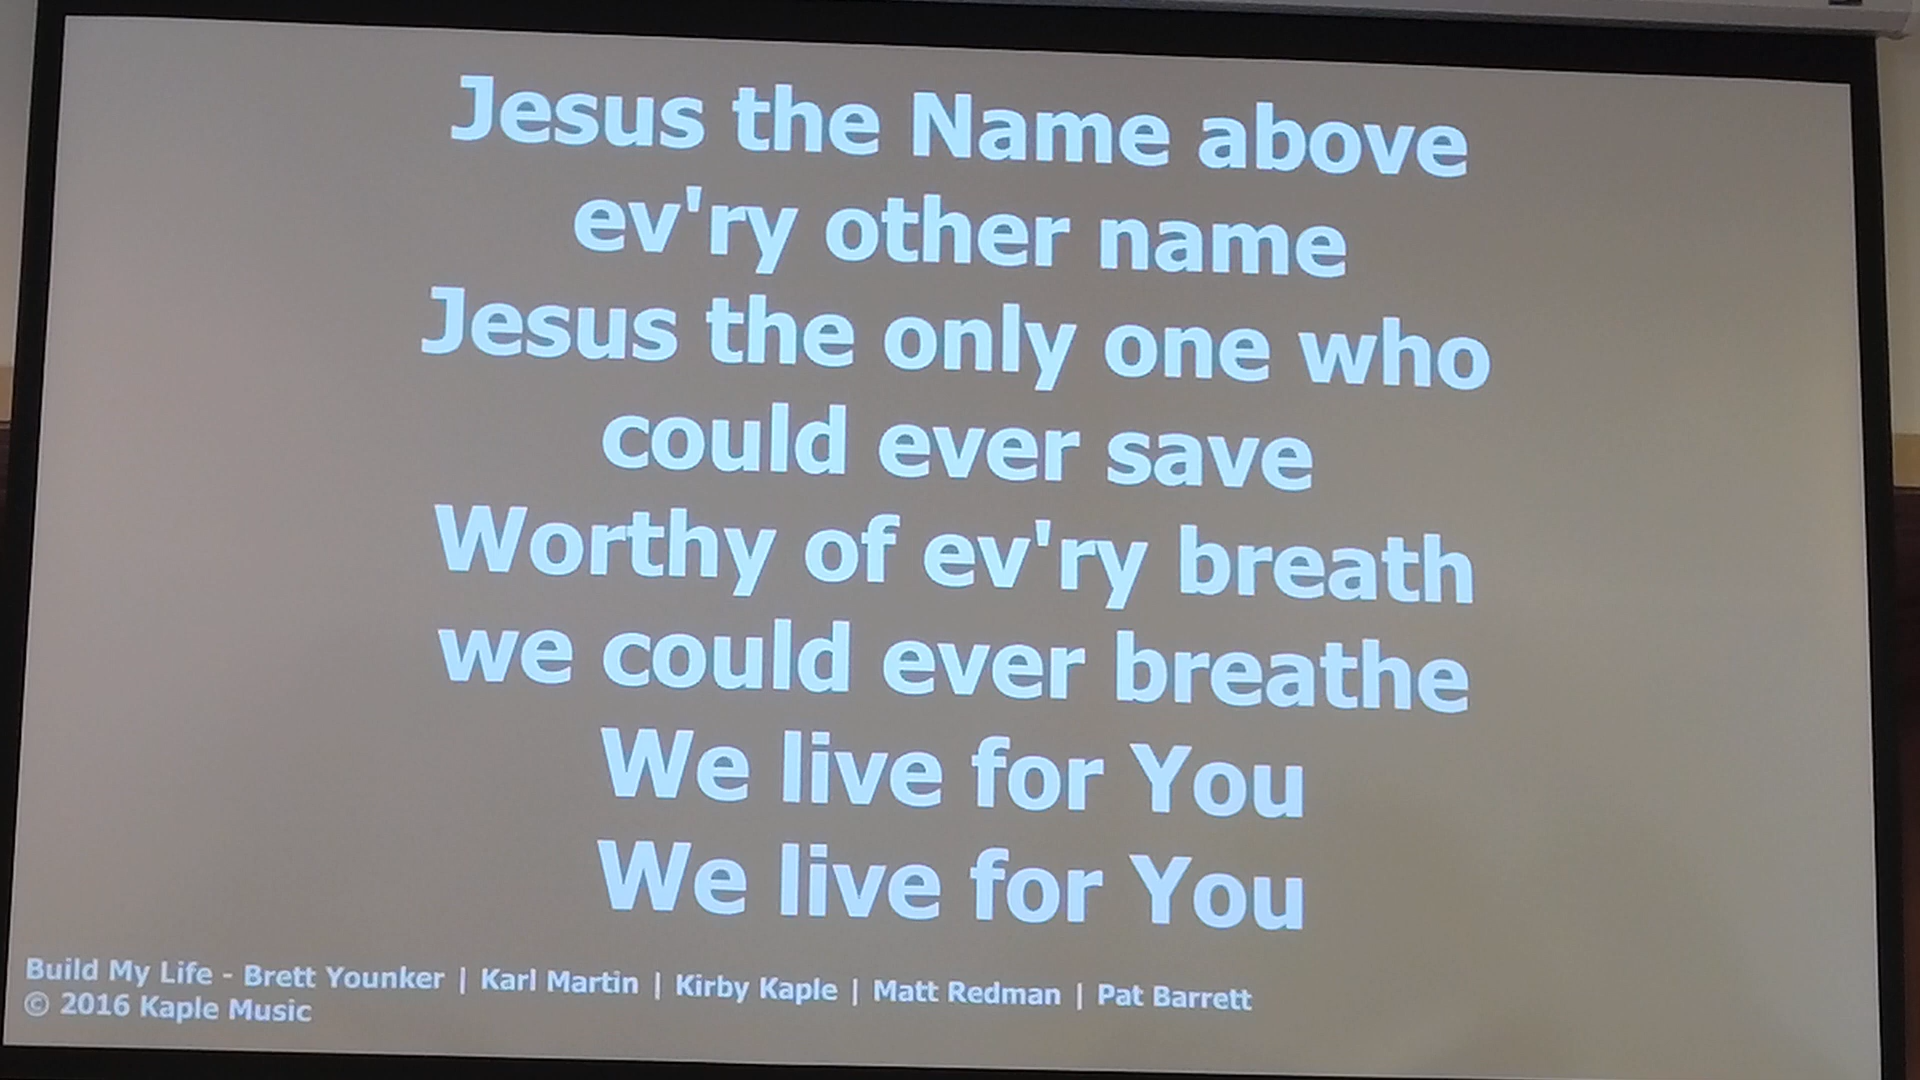 Jesus the Name above
ev'ry other name
Jesus the only one who
could ever save
Worthy of ev'ry breath
we could ever breathe
We live for You
We live for You
Build My Life - Brett Younker | Karl Martin | Kirby Kaple | Matt Redman | Pat Barrett
© 2016 Kaple Music